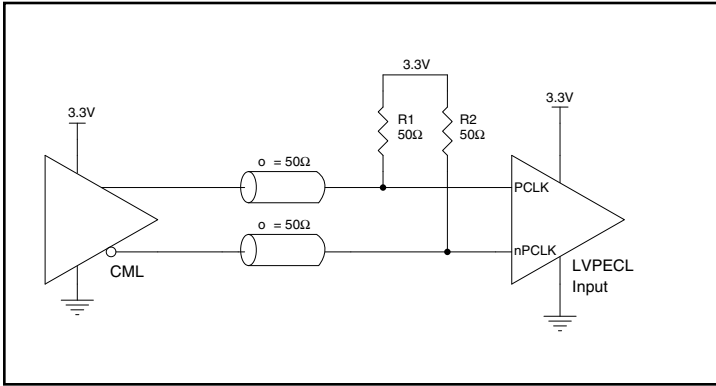 3.3V
3.3V
3.3V
R1
50Ω
R2
50Ω
o = 50Ω
o = 50Ω
PCLK
nPCLK
CML
LVPECL
Input